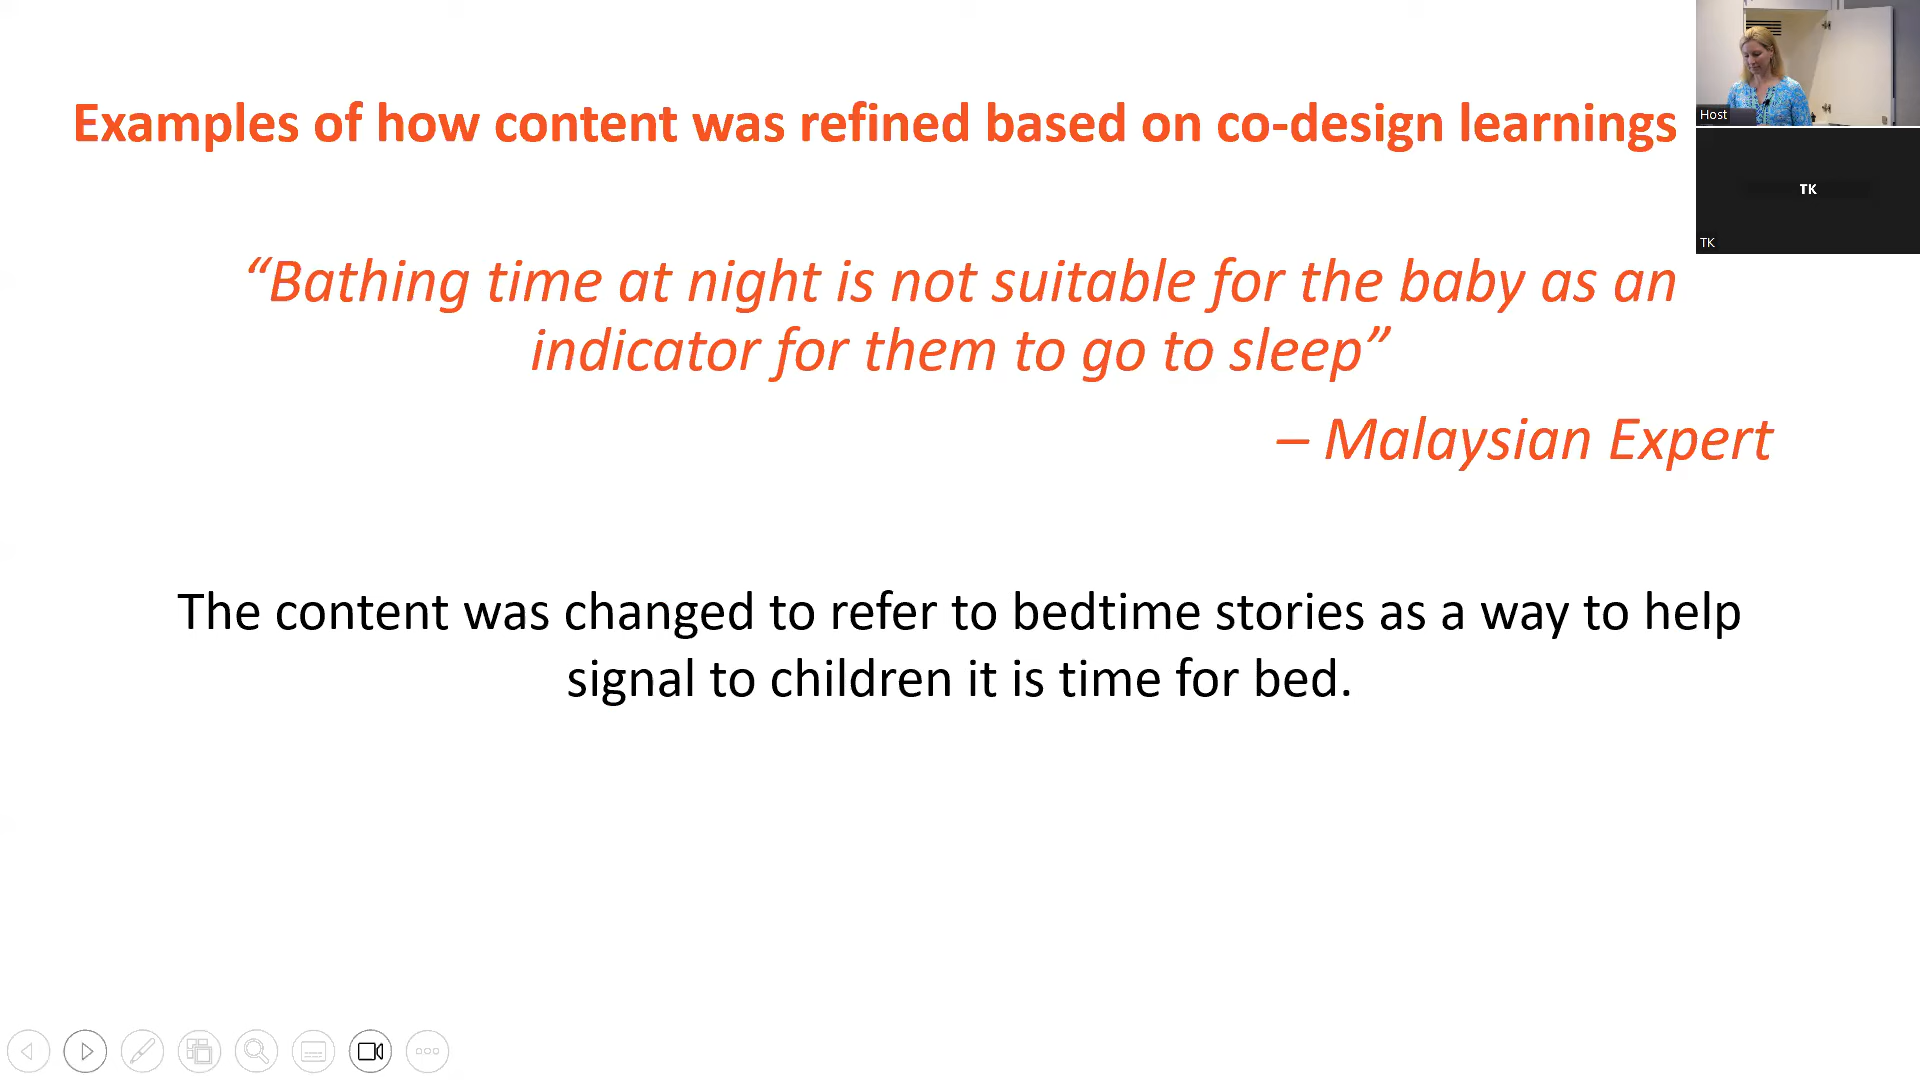 Examples of how content was refined based on co-design learnings
Host
TK
TK
“Bathing time at night is not suitable for the baby as an
indicator for them to go to sleep”
– Malaysian Expert
The content was changed to refer to bedtime stories as a way to help
signal to children it is time for bed.